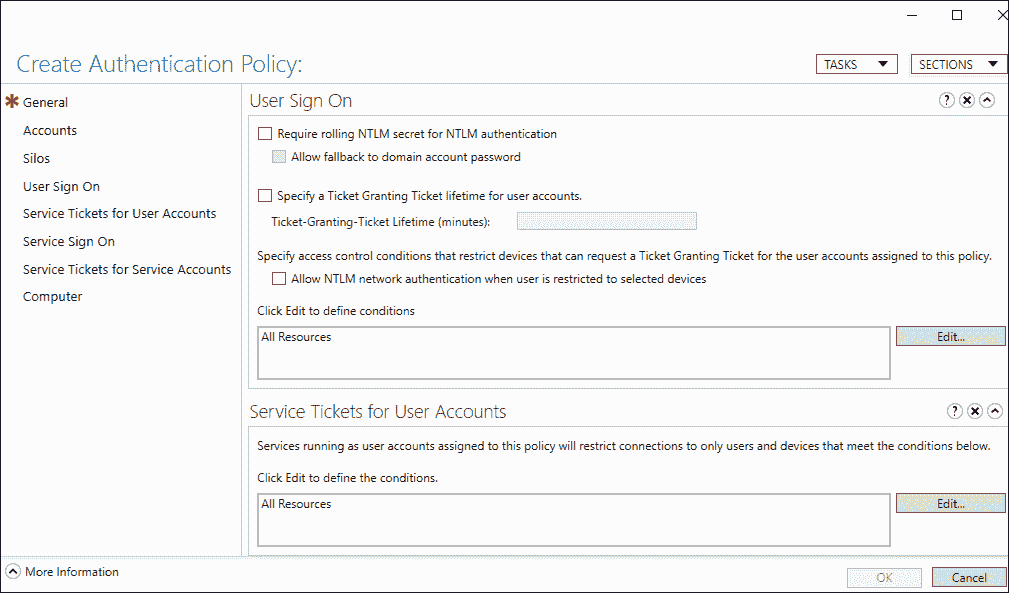 Create Authentication Policy:
TASKS
SECTIONS
General
Accounts
Silos
User Sign On
Service Tickets for User Accounts
Service Sign On
Service Tickets for Service Accounts
Computer
User Sign On
Require rolling NTLM secret for NTLM authentication
Allow fallback to domain account password
Specify a Ticket Granting Ticket lifetime for user accounts.
Ticket-Granting-Ticket Lifetime (minutes):
Specify access control conditions that restrict devices that can request a Ticket Granting Ticket for the user accounts assigned to this policy.
Allow NTLM network authentication when user is restricted to selected devices
Click Edit to define conditions
All Resources
Edit...
Service Tickets for User Accounts
Services running as user accounts assigned to this policy will restrict connections to only users and devices that meet the conditions below.
Click Edit to define the conditions.
All Resources
Edit...
More Information
OK
Cancel